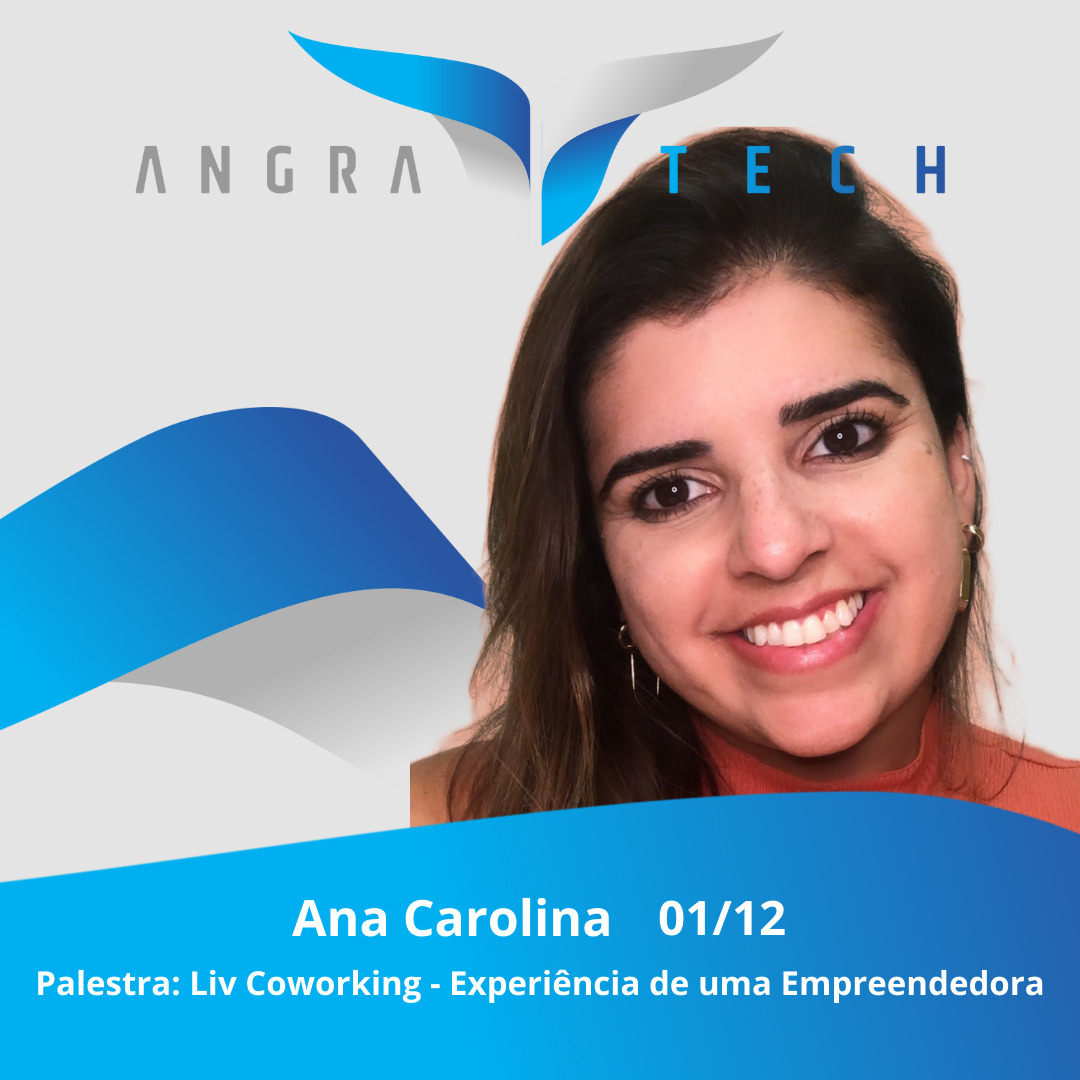 ANGRA TECH
Ana Carolina 01/12
Palestra: Liv Coworking - Experiência de uma Empreendedora